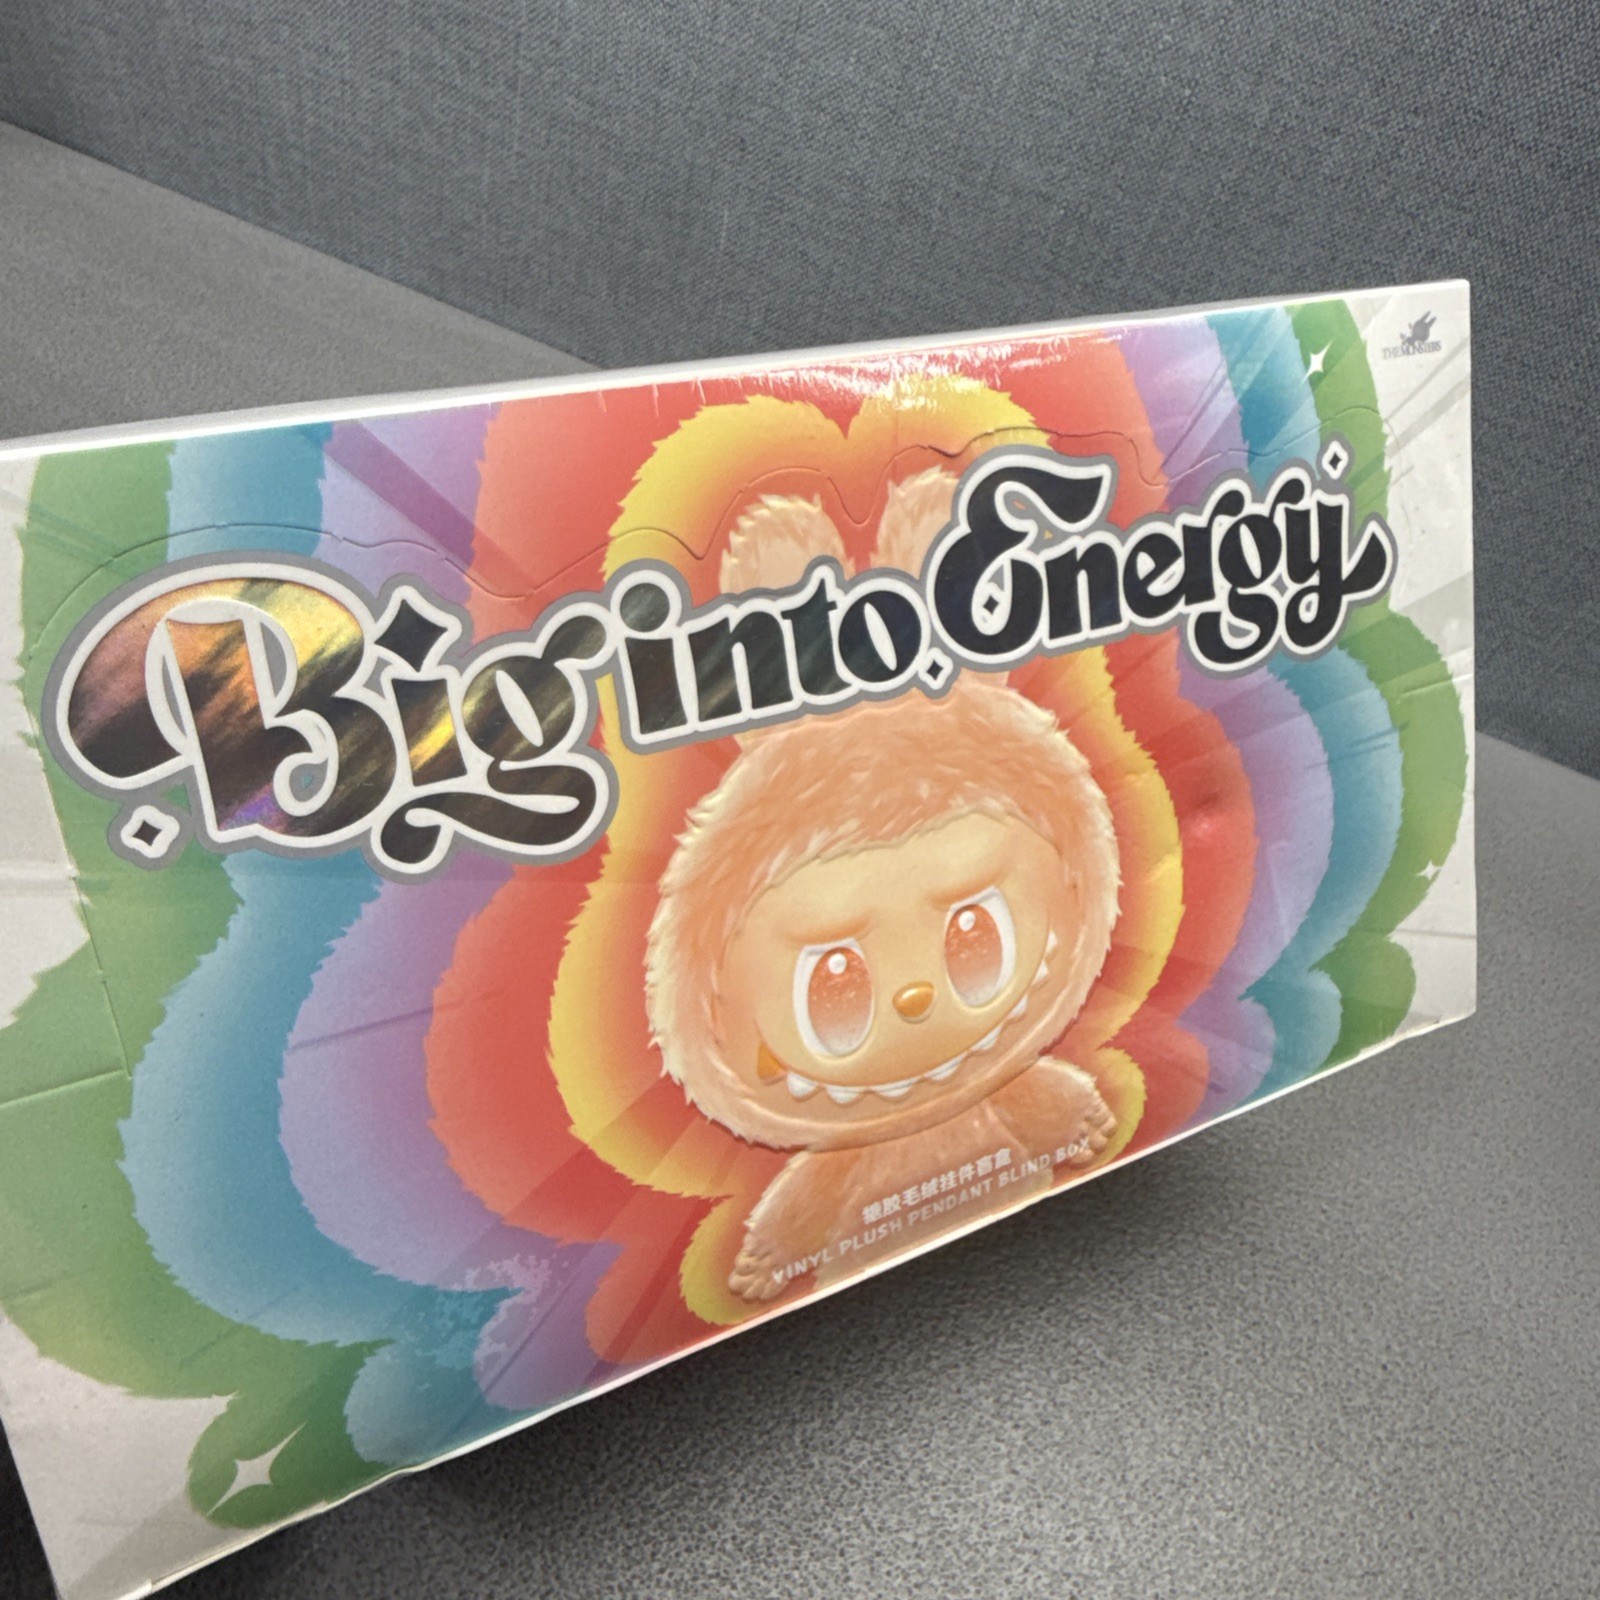 THE MONSTERS
Big into Energy
搪胶毛绒挂件盲盒
VINYL PLUSH PENDANT BLIND BOX